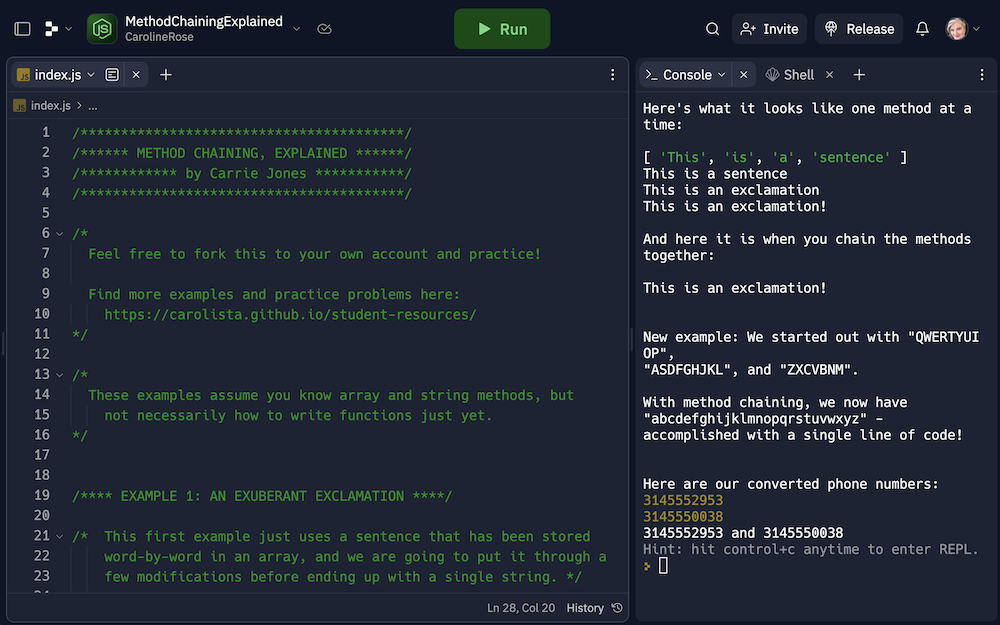 MethodChainingExplained
CarolineRose
Run
Invite
Release
JS index.js
JS index.js > ...
1 /****************************************/
2 /****** METHOD CHAINING, EXPLAINED ******/
3 /************ by Carrie Jones ***********/
4 /****************************************/
5
6 /*
7 Feel free to fork this to your own account and practice!
8
9 Find more examples and practice problems here:
10 https://carolista.github.io/student-resources/
11 */
12
13 /*
14 These examples assume you know array and string methods, but
15 not necessarily how to write functions just yet.
16 */
17
18
19 /**** EXAMPLE 1: AN EXUBERANT EXCLAMATION ****/
20
21 /* This first example just uses a sentence that has been stored
22 word-by-word in an array, and we are going to put it through a
23 few modifications before ending up with a single string. */
Ln 28, Col 20 History
Console
Shell
Here's what it looks like one method at a
time:
[ 'This', 'is', 'a', 'sentence' ]
This is a sentence
This is an exclamation
This is an exclamation!
And here it is when you chain the methods
together:
This is an exclamation!
New example: We started out with "QWERTYUI
OP",
"ASDFGHJKL", and "ZXCVBNM".
With method chaining, we now have
"abcdefghijklmnopqrstuvwxyz" –
accomplished with a single line of code!
Here are our converted phone numbers:
3145552953
3145550038
3145552953 and 3145550038
Hint: hit control+c anytime to enter REPL.